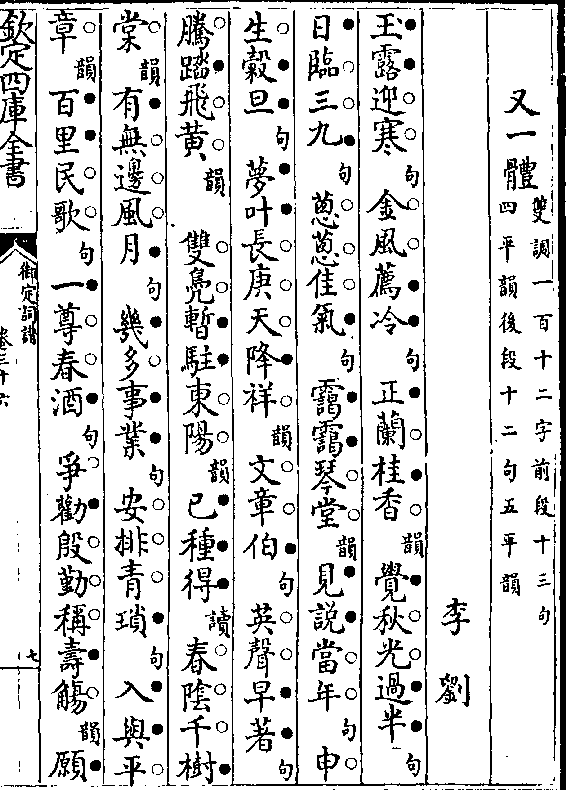 又一體 雙調一百十二字前段十三句
四平韻後段十二句五平韻
李劉
玉露迎寒句金風薦冷句正蘭桂香韻覺秋光過半句
日臨三九句蔥蔥佳氣句靄靄琴堂韻見說當年句申
生穀旦句夢叶長庚天降祥韻文章伯句英聲早著句
騰踏飛黃韻 雙鳧暫駐東陽韻已種得讀春陰千樹
棠韻有無邊風月句幾多事業句安排青瑣句入與平
章韻百里民歌句一尊春酒句爭勸殷勤稱壽觴韻願
欽定四庫全書
御定詞譜
卷三十六
七